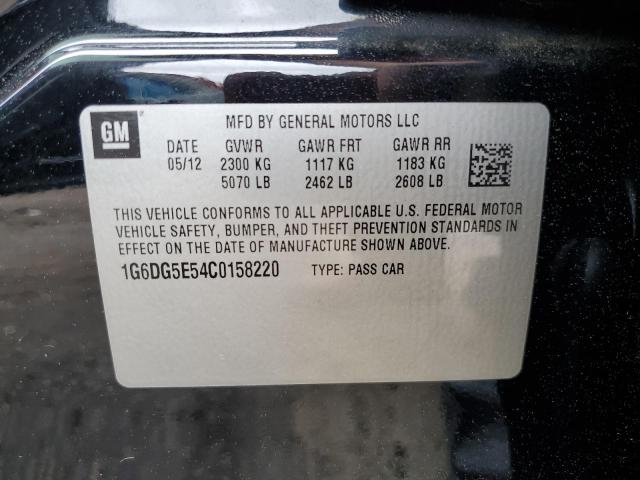 GM
MFD BY GENERAL MOTORS LLC
DATE GVWR GAWR FRT GAWR RR
05/12 2300 KG 1117 KG 1183 KG
5070 LB 2462 LB 2608 LB
THIS VEHICLE CONFORMS TO ALL APPLICABLE U.S. FEDERAL MOTOR
VEHICLE SAFETY, BUMPER, AND THEFT PREVENTION STANDARDS IN
EFFECT ON THE DATE OF MANUFACTURE SHOWN ABOVE.
1G6DG5E54C0158220 TYPE: PASS CAR